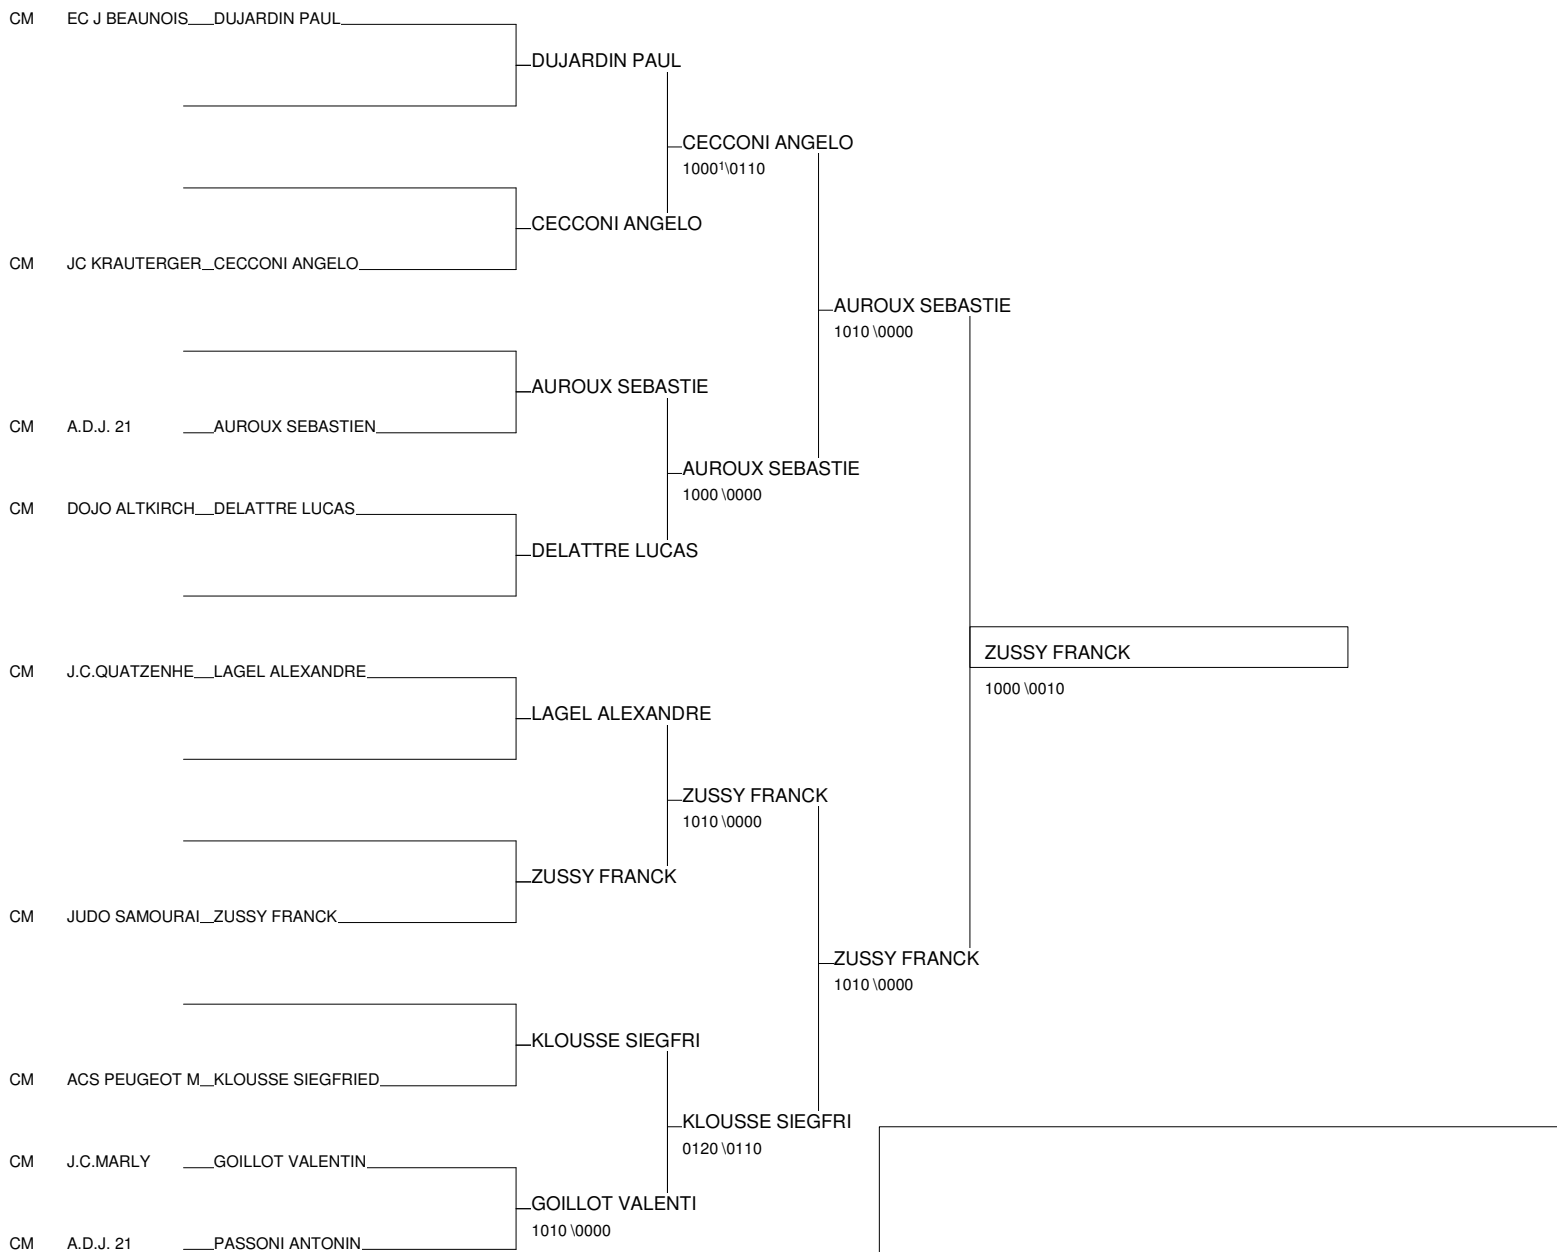 CM EC J BEAUNOIS DUJARDIN PAUL
DUJARDIN PAUL
CECCONI ANGELO
1000¹\0110
CECCONI ANGELO
CM JC KRAUTERGER CECCONI ANGELO
AUROUX SEBASTIE
1010 \0000
AUROUX SEBASTIE
CM A.D.J. 21 AUROUX SEBASTIEN
AUROUX SEBASTIE
1000 \0000
CM DOJO ALTKIRCH DELATTRE LUCAS
DELATTRE LUCAS
ZUSSY FRANCK
1000 \0010
CM J.C.QUATZENHE LAGEL ALEXANDRE
LAGEL ALEXANDRE
ZUSSY FRANCK
1010 \0000
ZUSSY FRANCK
CM JUDO SAMOURAI ZUSSY FRANCK
ZUSSY FRANCK
1010 \0000
KLOUSSE SIEGFRI
CM ACS PEUGEOT M KLOUSSE SIEGFRIED
KLOUSSE SIEGFRI
0120 \0110
CM J.C.MARLY GOILLOT VALENTIN
GOILLOT VALENTI
1010 \0000
CM A.D.J. 21 PASSONI ANTONIN